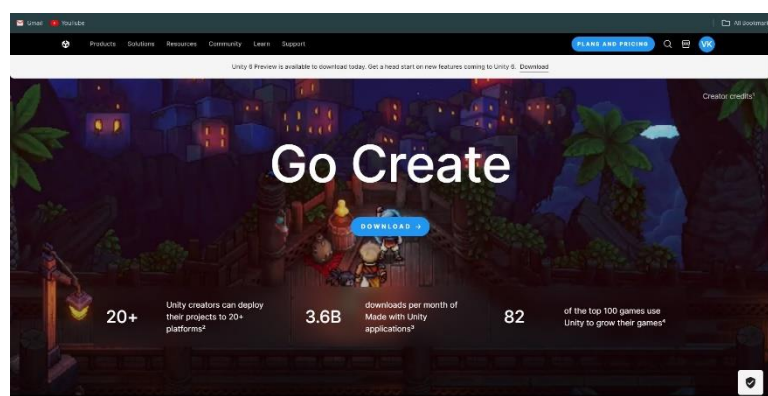 Gmail YouTube All Bookmark
Products Solutions Resources Community Learn Support PLANS AND PRICING VK
Unity 6 Preview is available to download today. Get a head start on new features coming to Unity 6. Download
Creator credits¹
Go Create
DOWNLOAD →
20+
Unity creators can deploy
their projects to 20+
platforms²
3.6B
downloads per month of
Made with Unity
applications³
82
of the top 100 games use
Unity to grow their games⁴